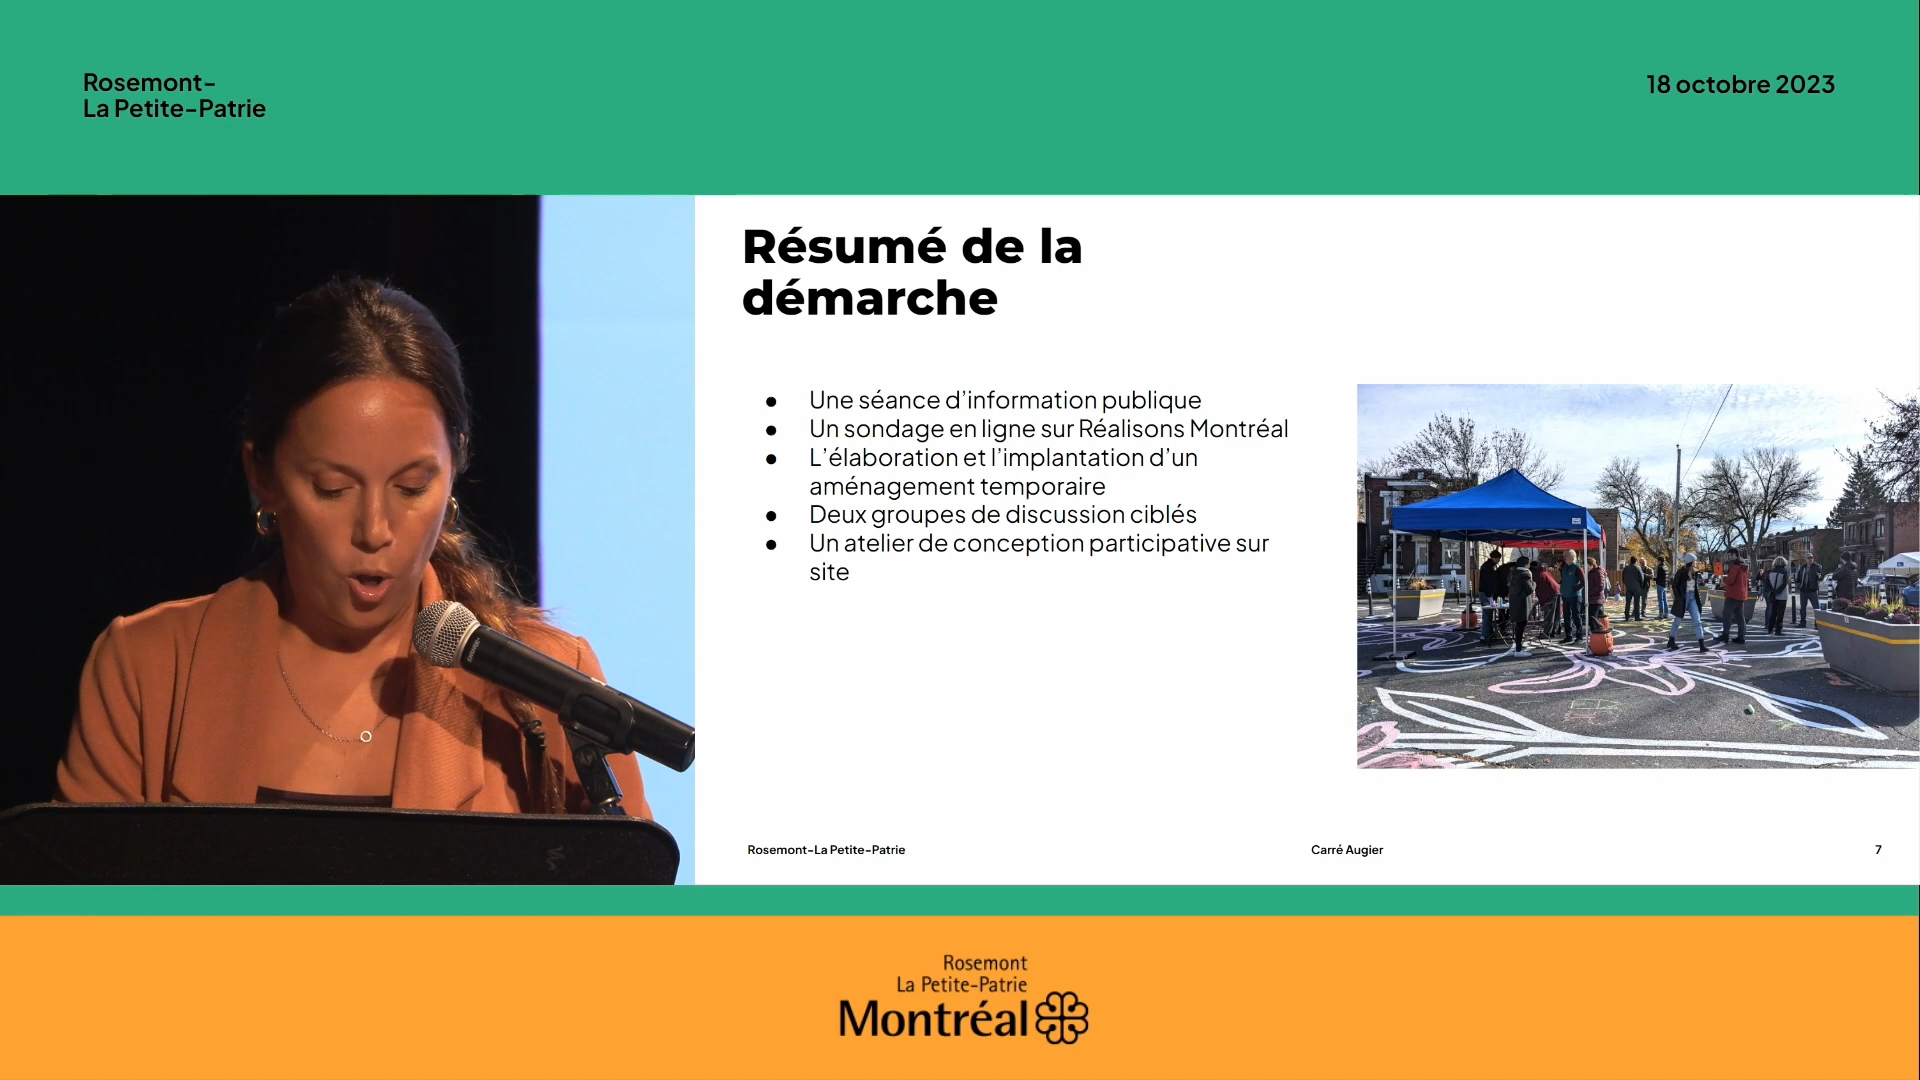 Rosemont-
La Petite-Patrie
18 octobre 2023
Résumé de la
démarche
● Une séance d’information publique
● Un sondage en ligne sur Réalisons Montréal
● L’élaboration et l’implantation d’un
aménagement temporaire
● Deux groupes de discussion ciblés
● Un atelier de conception participative sur
site
Rosemont-La Petite-Patrie
Carré Augier
7
Rosemont
La Petite-Patrie
Montréal